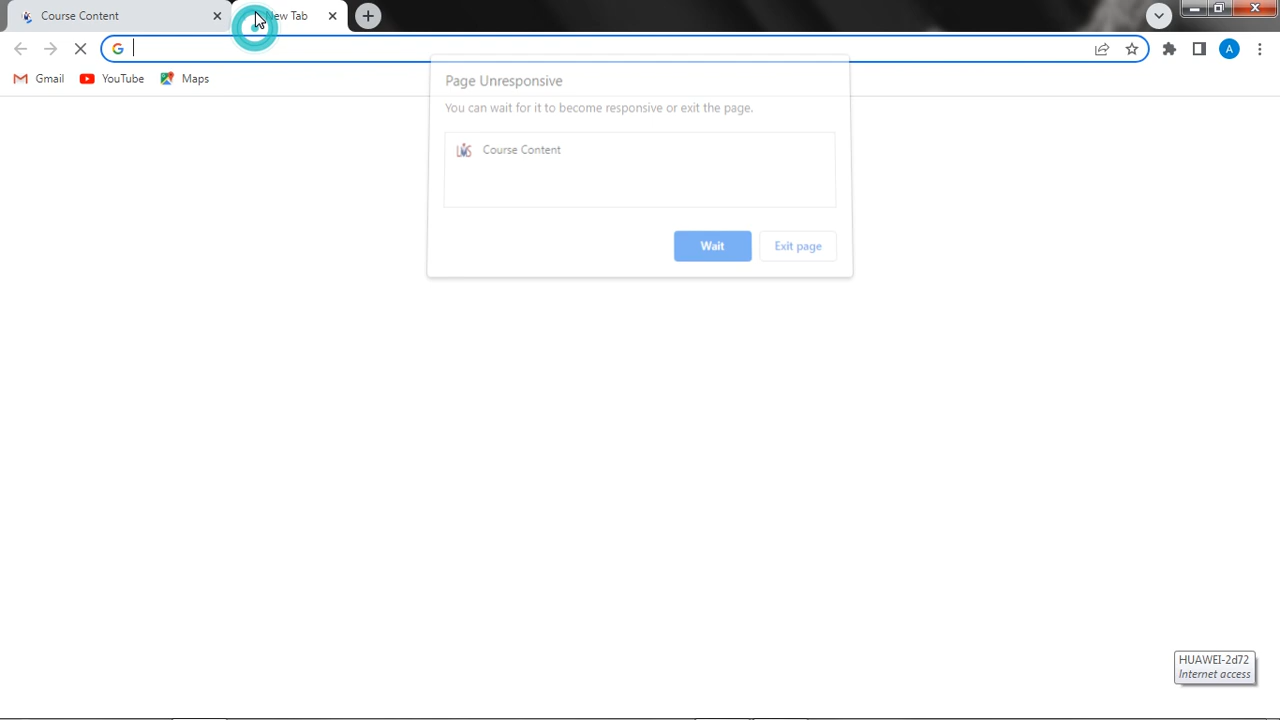 Course Content
New Tab
Gmail
YouTube
Maps
Page Unresponsive
You can wait for it to become responsive or exit the page.
Course Content
Wait
Exit page
A
HUAWEI-2d72
Internet access